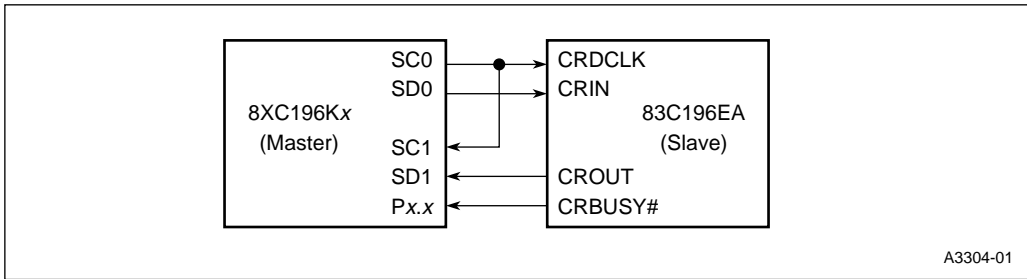 SC0
SD0
8XC196Kx
(Master)
SC1
SD1
Px.x
CRDCLK
CRIN
83C196EA
(Slave)
CROUT
CRBUSY#
A3304-01